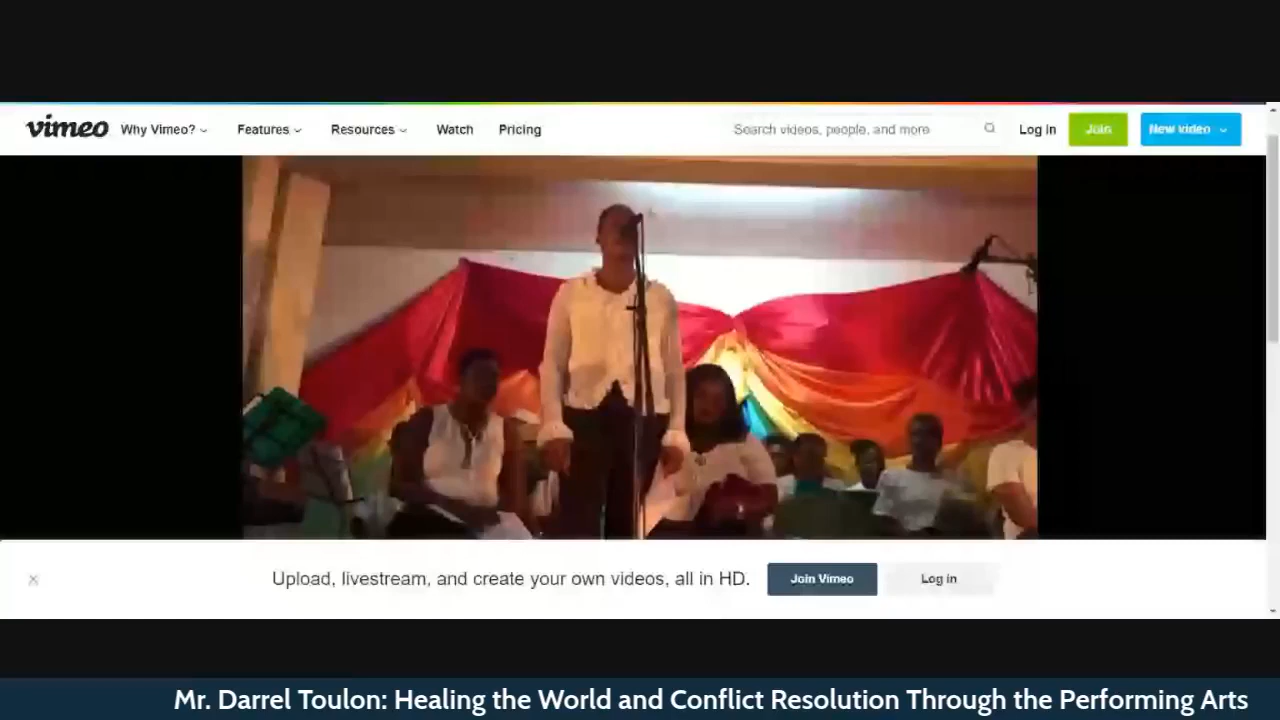 vimeo Why Vimeo? Features Resources Watch Pricing Search videos, people, and more Log in Join New video
Upload, livestream, and create your own videos, all in HD. Join Vimeo Log in
Mr. Darrel Toulon: Healing the World and Conflict Resolution Through the Performing Arts